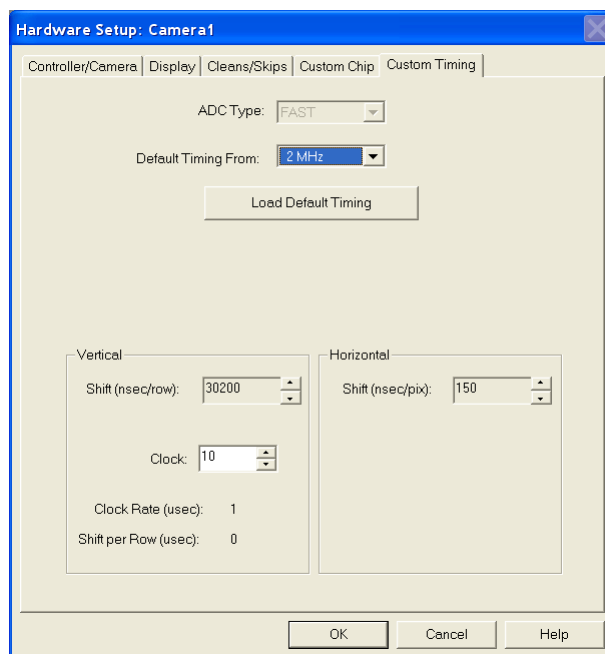 Hardware Setup: Camera1
Controller/Camera Display Cleans/Skips Custom Chip Custom Timing
ADC Type: FAST
Default Timing From: 2 MHz
Load Default Timing
Vertical
Shift (nsec/row): 30200
Clock: 10
Clock Rate (usec): 1
Shift per Row (usec): 0
Horizontal
Shift (nsec/pix): 150
OK Cancel Help